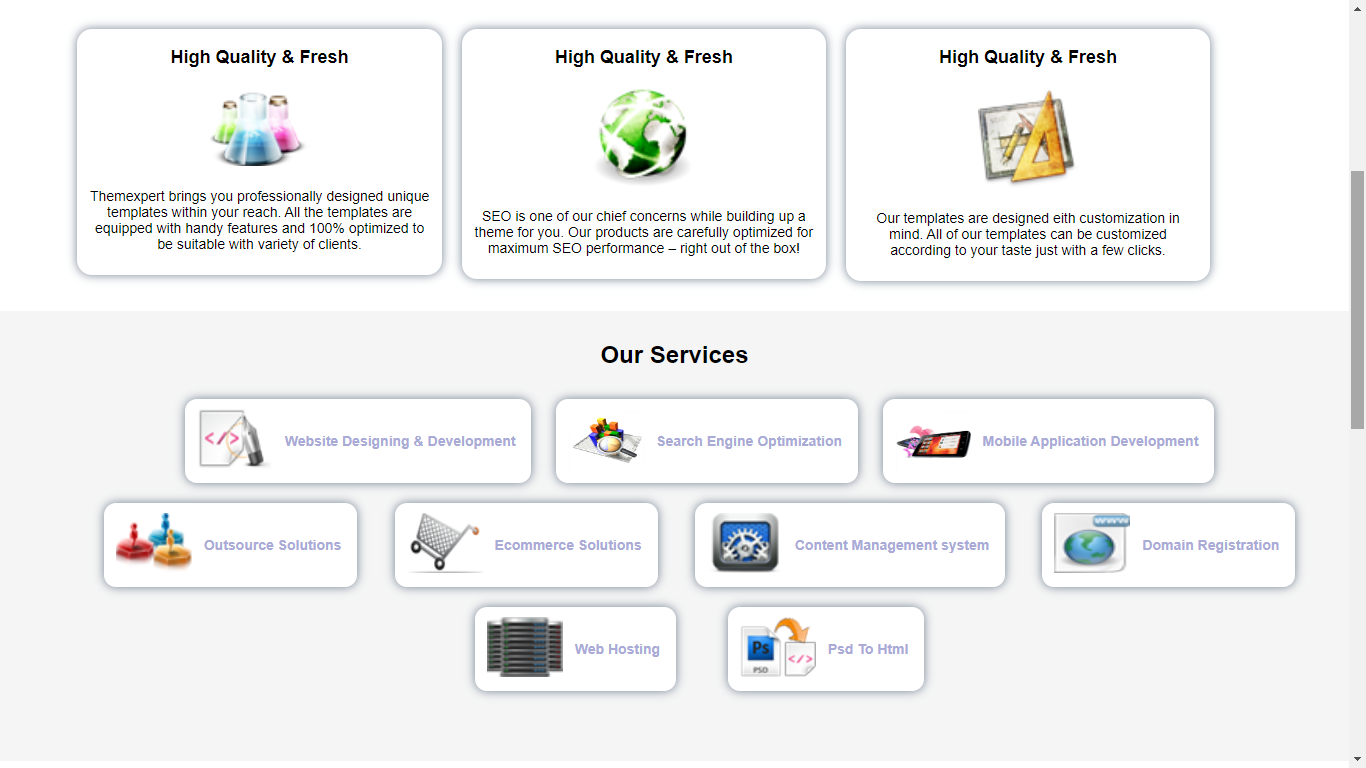 High Quality & Fresh
High Quality & Fresh
High Quality & Fresh
Themexpert brings you professionally designed unique
templates within your reach. All the templates are
equipped with handy features and 100% optimized to
be suitable with variety of clients.
SEO is one of our chief concerns while building up a
theme for you. Our products are carefully optimized for
maximum SEO performance – right out of the box!
Our templates are designed eith customization in
mind. All of our templates can be customized
according to your taste just with a few clicks.
Our Services
</>
Website Designing & Development
Search Engine Optimization
Mobile Application Development
Outsource Solutions
Ecommerce Solutions
Content Management system
www
Domain Registration
Web Hosting
Ps
PSD
</>
Psd To Html